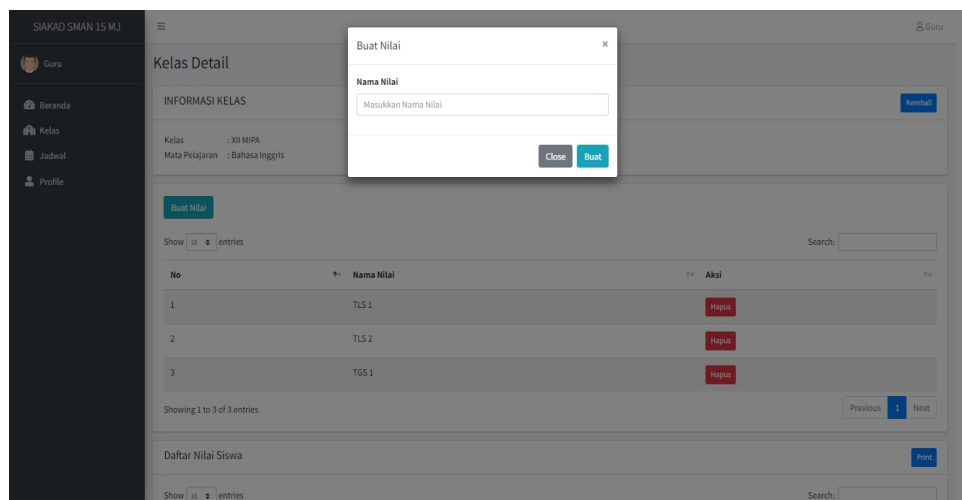 SIAKAD SMAN 15 MJ
Guru
Guru
Beranda
Kelas
Jadwal
Profile
Kelas Detail
INFORMASI KELAS
Kembali
Kelas : XII MIPA
Mata Pelajaran : Bahasa Inggris
Buat Nilai
×
Nama Nilai
Masukkan Nama Nilai
Close Buat
Buat Nilai
Show 10 entries
Search:
No Nama Nilai Aksi
1 TLS 1 Hapus
2 TLS 2 Hapus
3 TGS 1 Hapus
Showing 1 to 3 of 3 entries
Previous 1 Next
Daftar Nilai Siswa
Print
Show 10 entries
Search: